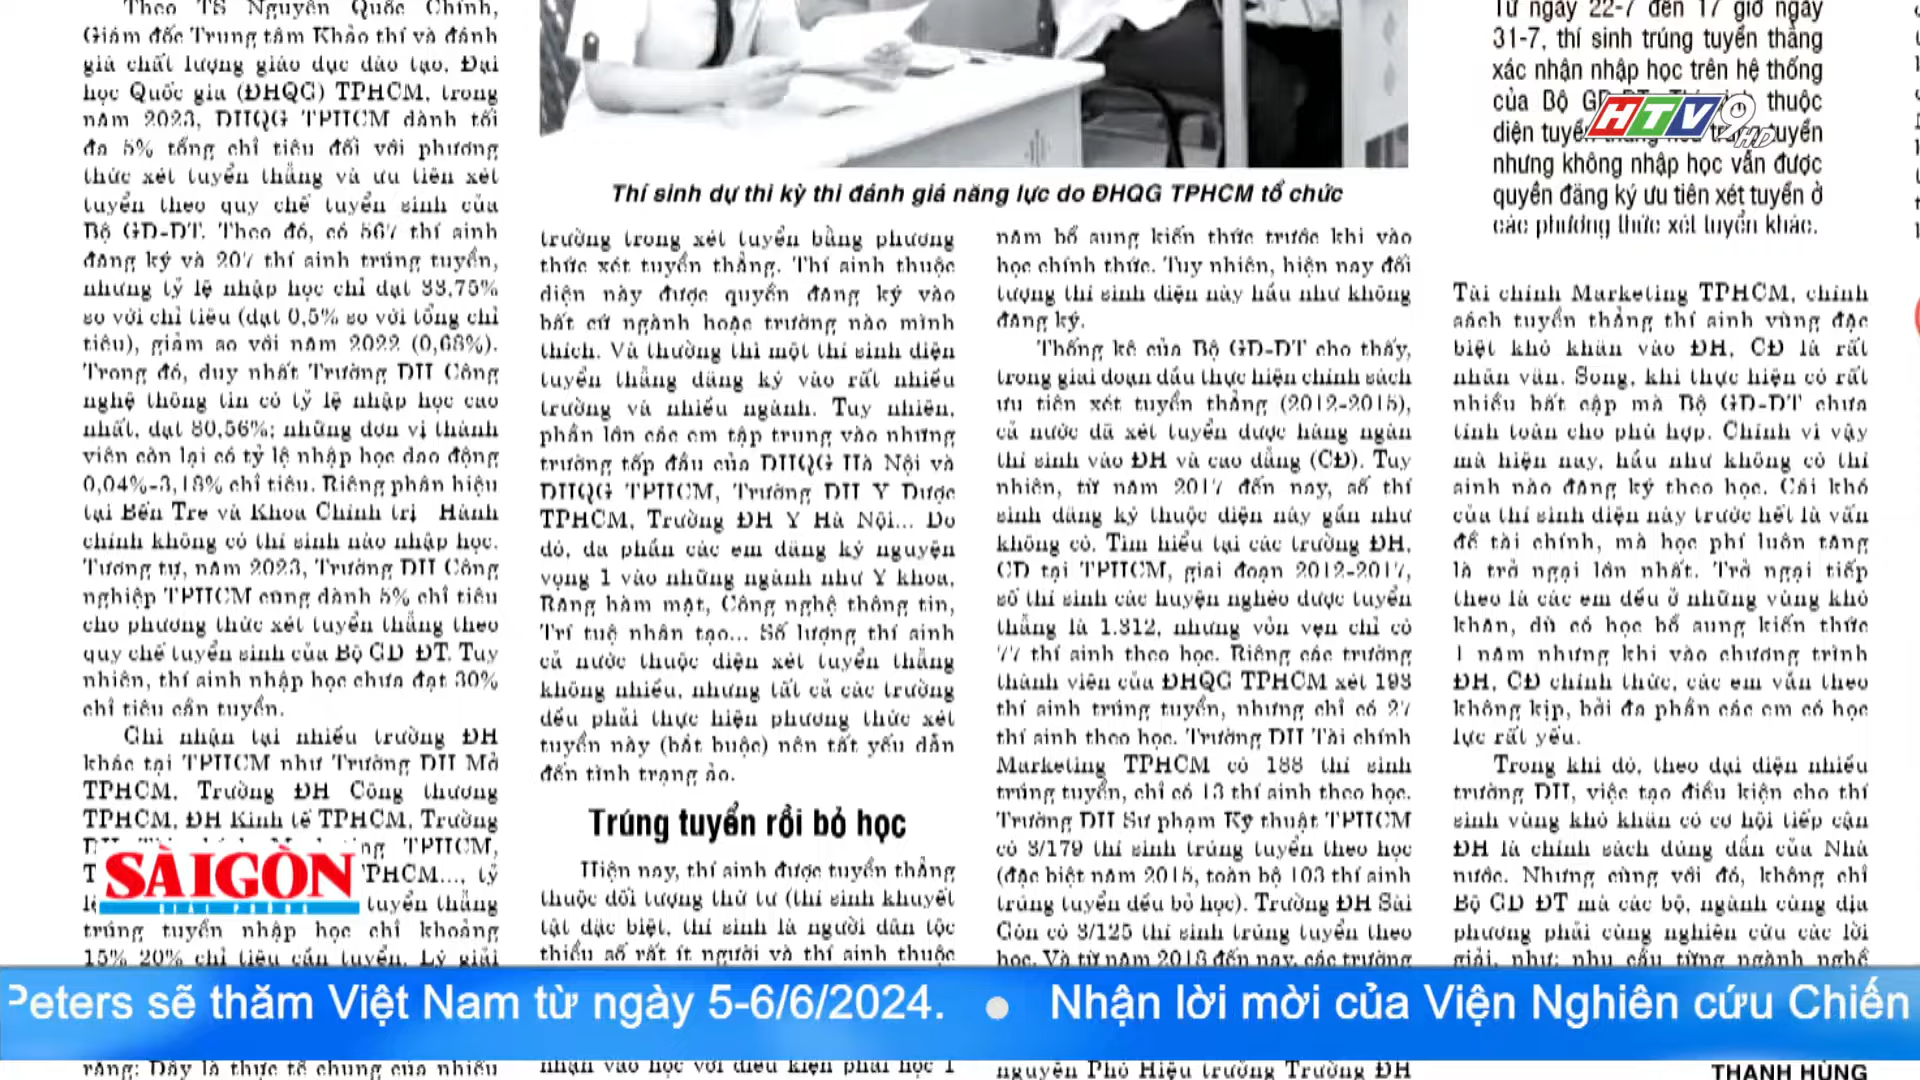 Theo TS Nguyễn Quốc Chính,
Giám đốc Trung tâm Khảo thí và đánh
giá chất lượng giáo dục đào tạo, Đại
học Quốc gia (ĐHQG) TPHCM, trong
năm 2023, ĐHQG TPHCM dành tối
đa 5% tổng chỉ tiêu đối với phương
thức xét tuyển thẳng và ưu tiên xét
tuyển theo quy chế tuyển sinh của
Bộ GD-ĐT. Theo đó, có 567 thí sinh
đăng ký và 207 thí sinh trúng tuyển,
nhưng tỷ lệ nhập học chỉ đạt
so với chỉ tiêu (đạt 0,5% so với tổng chỉ
tiêu), giảm so với năm 2022 (0,68%).
Trong đó, duy nhất Trường ĐH Công
nghệ thông tin có tỷ lệ nhập học cao
nhất, đạt 80,56%; những đơn vị thành
viên còn lại có tỷ lệ nhập học dao động
0,04%-3,18% chỉ tiêu. Riêng phân hiệu
tại Bến Tre và Khoa Chính trị Hành
chính không có thí sinh nào nhập học.
Tương tự, năm 2023, Trường ĐH Công
nghiệp TPHCM cũng dành 5% chỉ tiêu
cho phương thức xét tuyển thẳng theo
quy chế tuyển sinh của Bộ GD ĐT. Tuy
nhiên, thí sinh nhập học chưa đạt 30%
chỉ tiêu cần tuyển.
Ghi nhận tại nhiều trường ĐH
khác tại TPHCM như Trường ĐH Mở
TPHCM, Trường ĐH Công thương
TPHCM, ĐH Kinh tế TPHCM, Trường
TPHCM,
TPHCM..., tỷ
tuyển thẳng
trúng tuyển nhập học chỉ khoảng
15% 20% chỉ tiêu cần tuyển. Lý giải
rằng: Đây là thực tế chung của nhiều
SÀI GÒN
GIẢI PHÓNG
Thí sinh dự thi kỳ thi đánh giá năng lực do ĐHQG TPHCM tổ chức
trường trong xét tuyển bằng phương
thức xét tuyển thẳng. Thí sinh thuộc
diện này được quyền đăng ký vào
bất cứ ngành hoặc trường nào mình
thích. Và thường thì một thí sinh diện
tuyển thẳng đăng ký vào rất nhiều
trường và nhiều ngành. Tuy nhiên,
phần lớn các em tập trung vào những
trường tốp đầu của ĐHQG Hà Nội và
ĐHQG TPHCM, Trường ĐH Y Dược
TPHCM, Trường ĐH Y Hà Nội... Do
đó, đa phần các em đăng ký nguyện
vọng 1 vào những ngành như Y khoa,
Răng hàm mặt, Công nghệ thông tin,
Trí tuệ nhân tạo... Số lượng thí sinh
cả nước thuộc diện xét tuyển thẳng
không nhiều, nhưng tất cả các trường
đều phải thực hiện phương thức xét
tuyển này (bắt buộc) nên tất yếu dẫn
đến tình trạng ảo.
Trúng tuyển rồi bỏ học
Hiện nay, thí sinh được tuyển thẳng
thuộc đối tượng thứ tư (thí sinh khuyết
tật đặc biệt, thí sinh là người dân tộc
thiểu số rất ít người và thí sinh thuộc
nhận vào học với điều kiện phải học 1
năm bổ sung kiến thức trước khi vào
học chính thức. Tuy nhiên, hiện nay đối
tượng thí sinh diện này hầu như không
đăng ký.
Thống kê của Bộ GD-ĐT cho thấy,
trong giai đoạn đầu thực hiện chính sách
ưu tiên xét tuyển thẳng (2012-2015),
cả nước đã xét tuyển được hàng ngàn
thí sinh vào ĐH và cao đẳng (CĐ). Tuy
nhiên, từ năm 2017 đến nay, số thí
sinh đăng ký thuộc diện này gần như
không có. Tìm hiểu tại các trường ĐH,
CĐ tại TPHCM, giai đoạn 2012-2017,
số thí sinh các huyện nghèo được tuyển
thẳng là 1.312, nhưng vỏn vẹn chỉ có
77 thí sinh theo học. Riêng các trường
thành viên của ĐHQG TPHCM xét 193
thí sinh trúng tuyển, nhưng chỉ có 27
thí sinh theo học. Trường ĐH Tài chính
Marketing TPHCM có 188 thí sinh
trúng tuyển, chỉ có 13 thí sinh theo học.
Trường ĐH Sư phạm Kỹ thuật TPHCM
có 3/179 thí sinh trúng tuyển theo học
(đặc biệt năm 2015, toàn bộ 103 thí sinh
trúng tuyển đều bỏ học). Trường ĐH Sài
Gòn có 3/125 thí sinh trúng tuyển theo
học. Và từ năm 2018 đến nay, các trường
nguyên Phó Hiệu trưởng Trường ĐH
Từ ngày 22-7 đến 17 giờ ngày
31-7, thí sinh trúng tuyển thẳng
xác nhận nhập học trên hệ thống
của Bộ thuộc
diện tuyển tuyển
nhưng không nhập học vẫn được
quyền đăng ký ưu tiên xét tuyển ở
các phương thức xét tuyển khác.
HTV9 HD
Tài chính Marketing TPHCM, chính
sách tuyển thẳng thí sinh vùng đặc
biệt khó khăn vào ĐH, CĐ là rất
nhân văn. Song, khi thực hiện có rất
nhiều bất cập mà Bộ GD-ĐT chưa
tính toán cho phù hợp. Chính vì vậy
mà hiện nay, hầu như không có thí
sinh nào đăng ký theo học. Cái khó
của thí sinh diện này trước hết là vấn
đề tài chính, mà học phí luôn tăng
là trở ngại lớn nhất. Trở ngại tiếp
theo là các em đều ở những vùng khó
khăn, dù có học bổ sung kiến thức
1 năm nhưng khi vào chương trình
ĐH, CĐ chính thức, các em vẫn theo
không kịp, bởi đa phần các em có học
lực rất yếu.
Trong khi đó, theo đại diện nhiều
trường ĐH, việc tạo điều kiện cho thí
sinh vùng khó khăn có cơ hội tiếp cận
ĐH là chính sách đúng đắn của Nhà
nước. Nhưng cùng với đó, không chỉ
Bộ GD ĐT mà các bộ, ngành cùng địa
phương phải cùng nghiên cứu các lời
giải, như: nhu cầu từng ngành nghề
THANH HÙNG
Peters sẽ thăm Việt Nam từ ngày 5-6/6/2024. ● Nhận lời mời của Viện Nghiên cứu Chiến